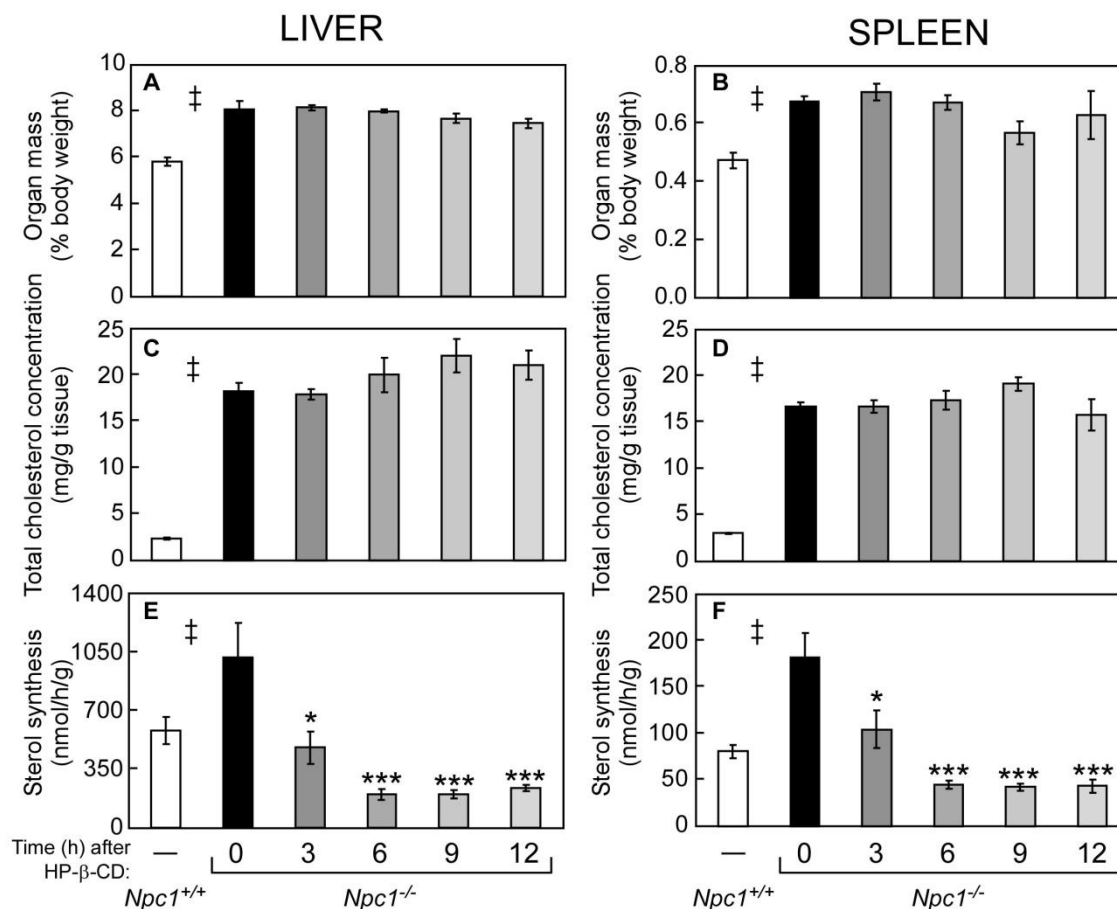 LIVER
SPLEEN
A
‡
B
‡
Organ mass
(% body weight)
10
8
6
4
2
0
Organ mass
(% body weight)
0.8
0.6
0.4
0.2
0.0
C
‡
D
‡
Total cholesterol concentration
(mg/g tissue)
25
20
15
10
5
0
Total cholesterol concentration
(mg/g tissue)
25
20
15
10
5
0
E
‡
F
‡
Sterol synthesis
(nmol/h/g)
1400
1050
700
350
0
* *** *** ***
Sterol synthesis
(nmol/h/g)
250
200
150
100
50
0
* *** *** ***
Time (h) after
HP-β-CD:
— 0 3 6 9 12
— 0 3 6 9 12
Npc1+/+ Npc1-/-
Npc1+/+ Npc1-/-